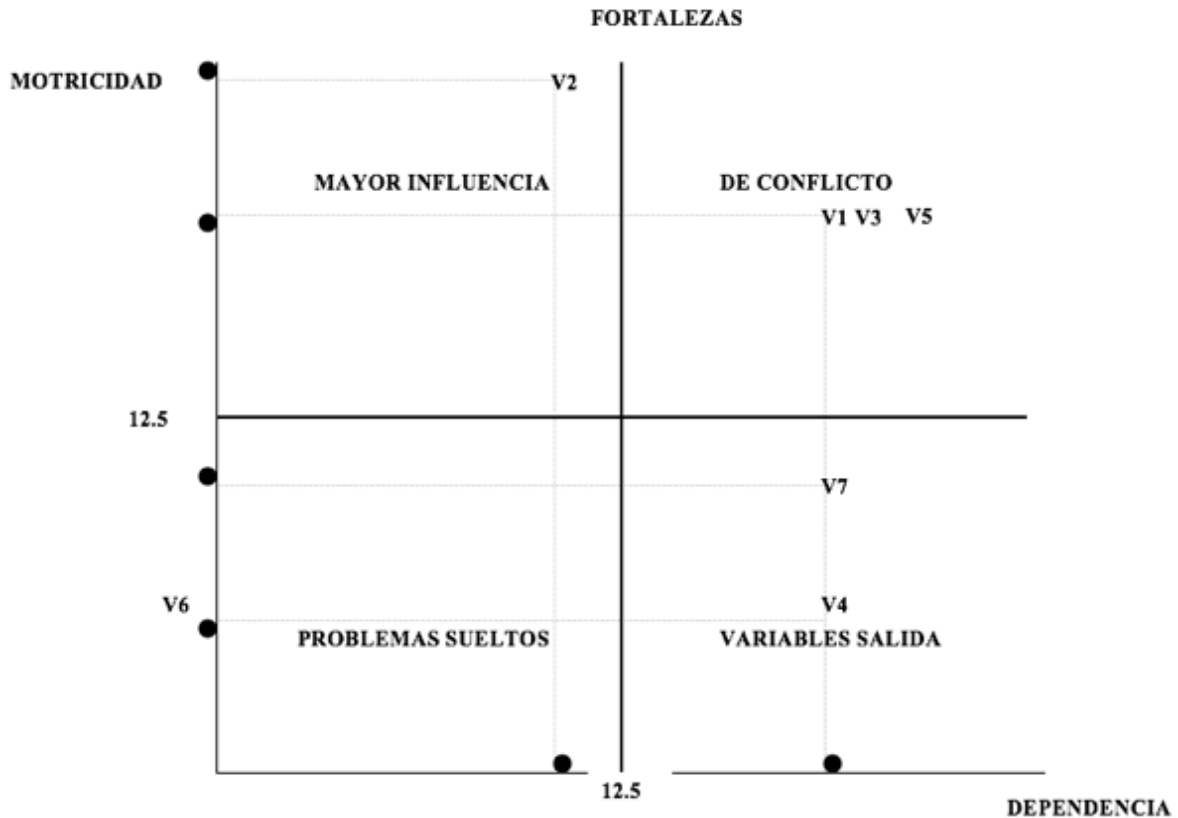 FORTALEZAS
MOTRICIDAD
V2
MAYOR INFLUENCIA
DE CONFLICTO
V1 V3 V5
12.5
V7
V6
V4
PROBLEMAS SUELTOS
VARIABLES SALIDA
12.5
DEPENDENCIA